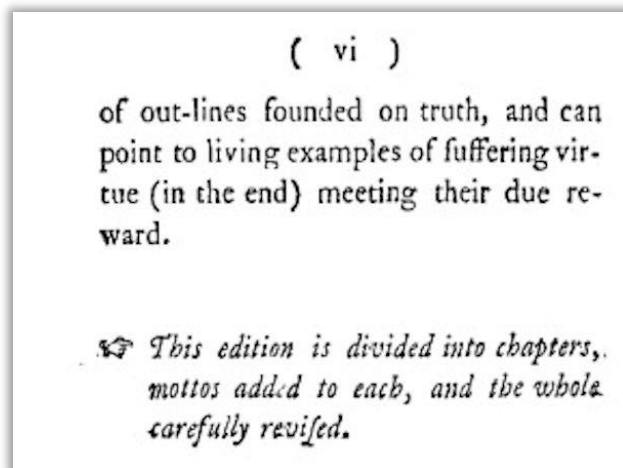 ( vi )
of out-lines founded on truth, and can
point to living examples of ſuffering vir-
tue (in the end) meeting their due re-
ward.
☞ This edition is divided into chapters,
mottos added to each, and the whole
carefully reviſed.